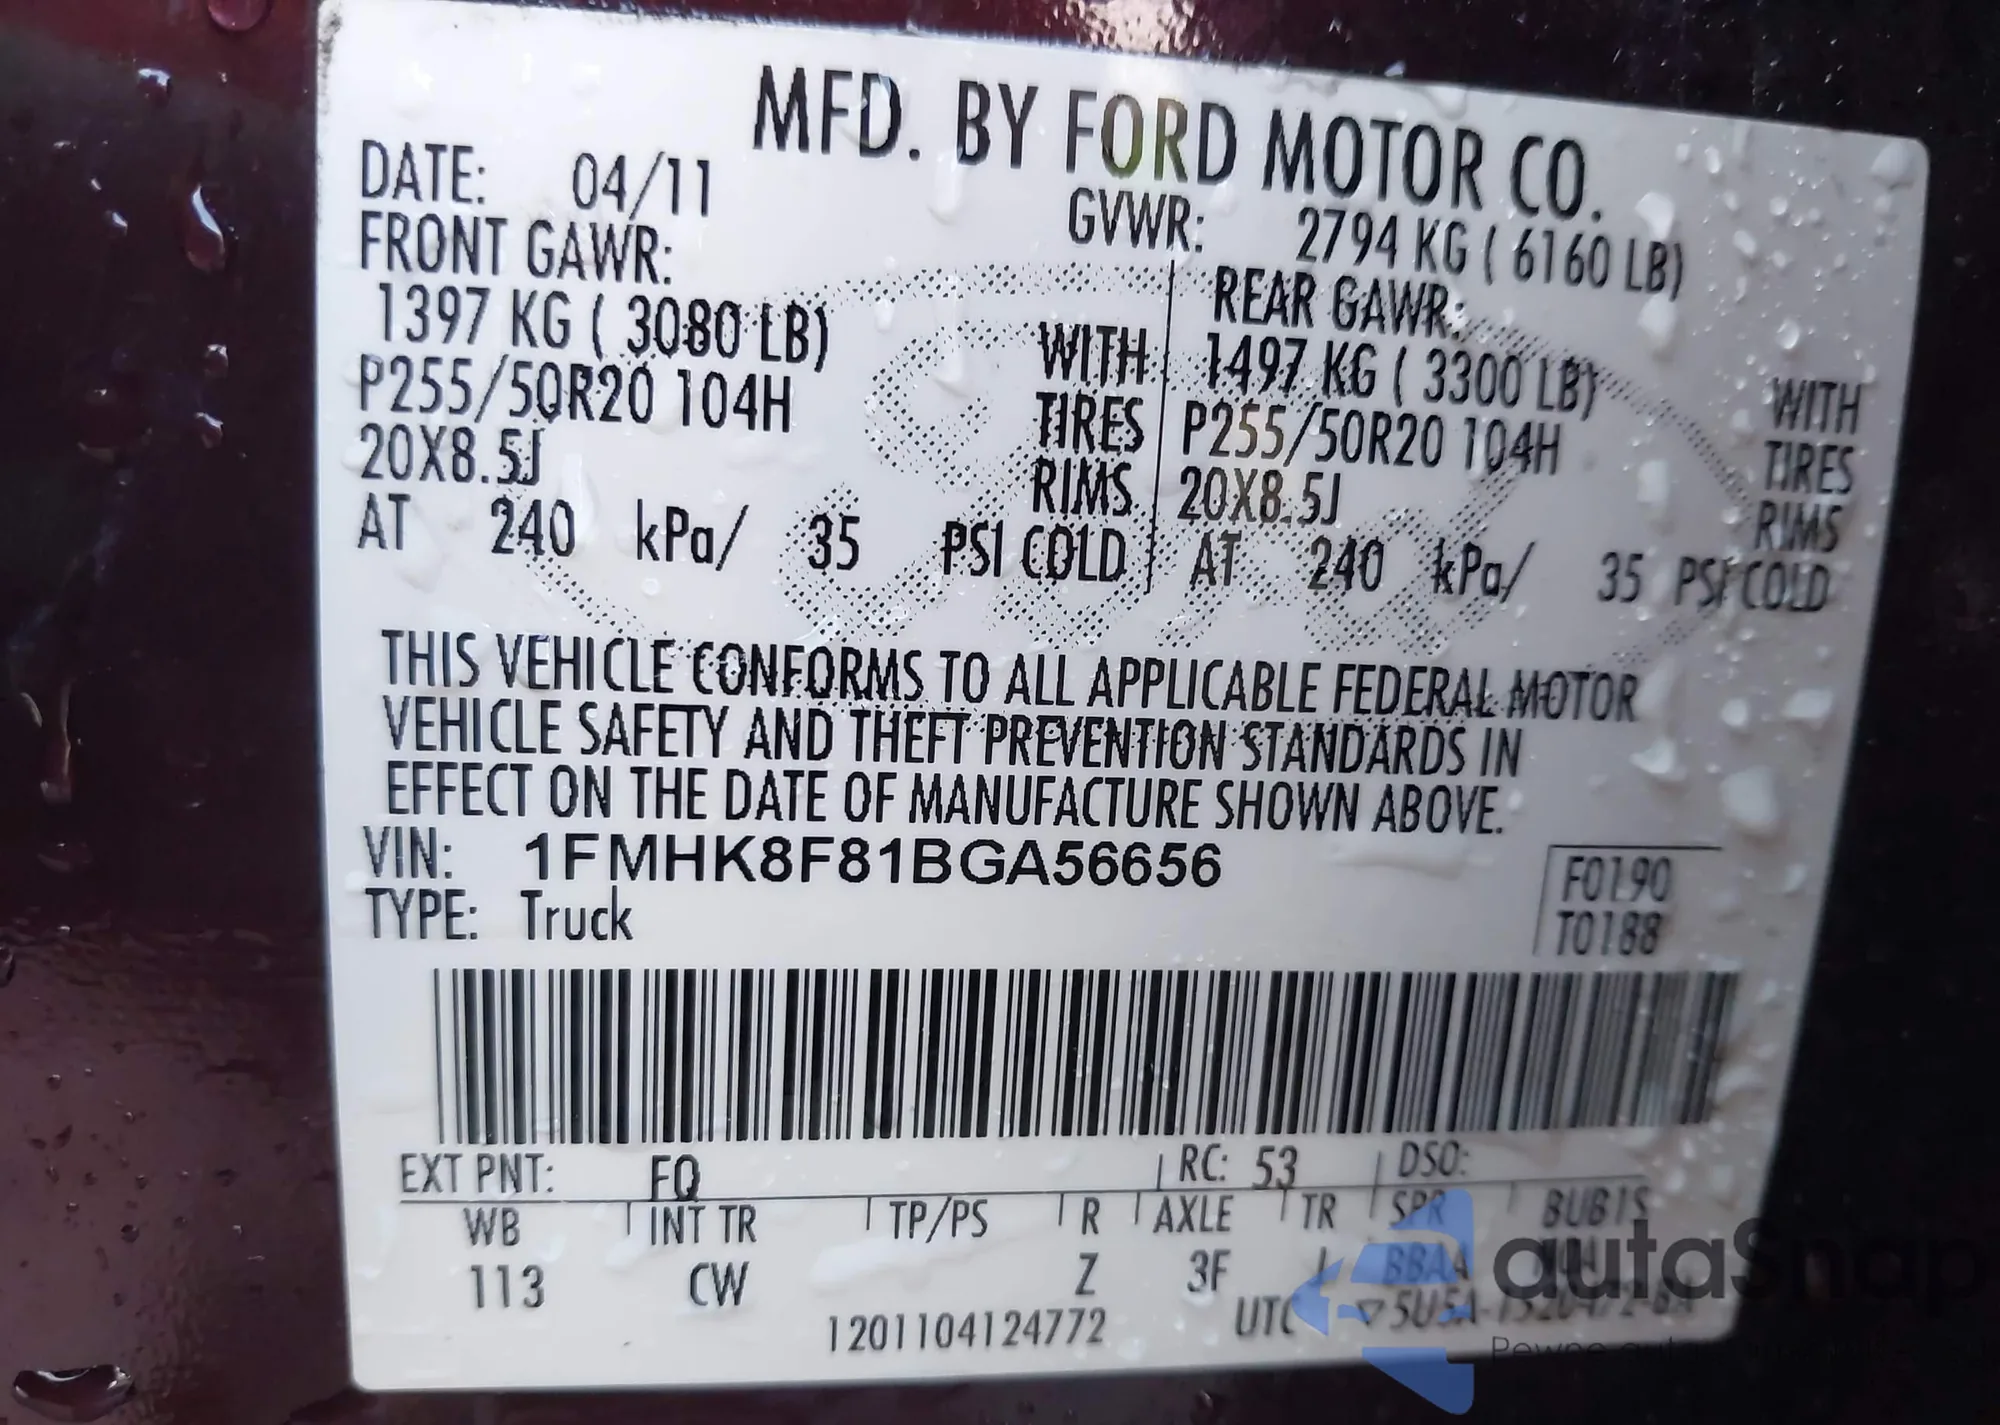 MFD. BY FORD MOTOR CO.
DATE: 04/11 GVWR: 2794 KG ( 6160 LB)
FRONT GAWR: REAR GAWR:
1397 KG ( 3080 LB) WITH 1497 KG ( 3300 LB) WITH
P255/50R20 104H TIRES P255/50R20 104H TIRES
20X8.5J RIMS 20X8.5J RIMS
AT 240 kPa/ 35 PSI COLD AT 240 kPa/ 35 PSI COLD
THIS VEHICLE CONFORMS TO ALL APPLICABLE FEDERAL MOTOR
VEHICLE SAFETY AND THEFT PREVENTION STANDARDS IN
EFFECT ON THE DATE OF MANUFACTURE SHOWN ABOVE.
VIN: 1FMHK8F81BGA56656 F0190
TYPE: Truck T0188
EXT PNT: FQ RC: 53 DSO:
WB INT TR TP/PS R AXLE TR SPR BUB1S
113 CW Z 3F J BBAA
1201104124772 UTC
autaSnap
Pewne